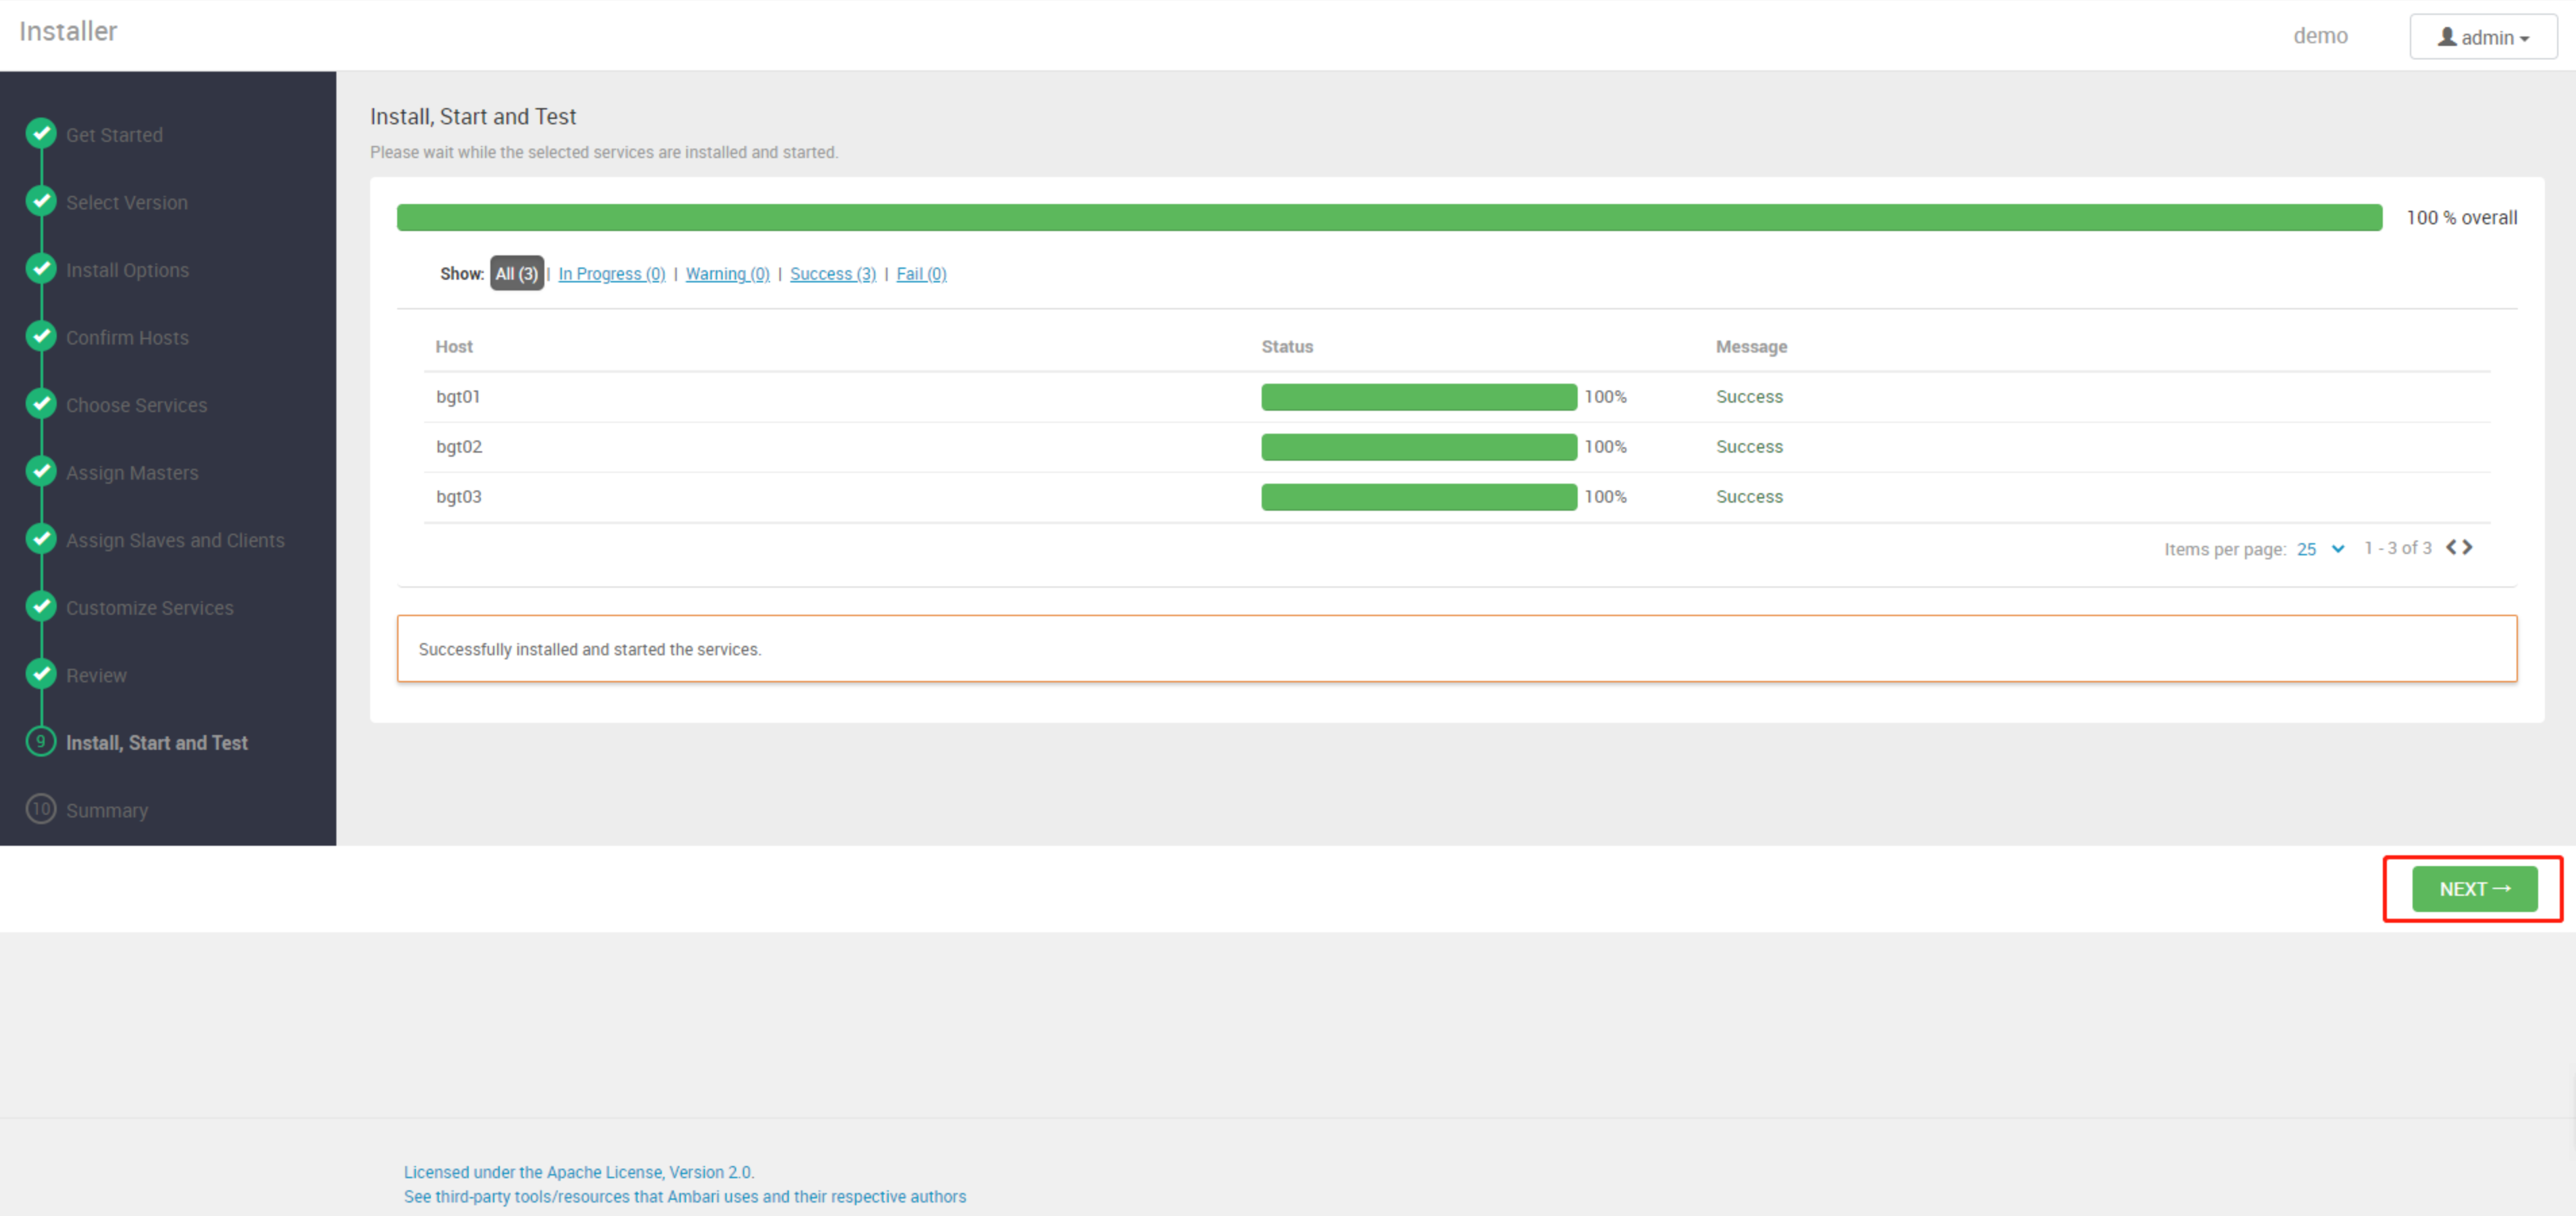 Installer
demo
admin
Get Started
Select Version
Install Options
Confirm Hosts
Choose Services
Assign Masters
Assign Slaves and Clients
Customize Services
Review
9 Install, Start and Test
10 Summary
Install, Start and Test
Please wait while the selected services are installed and started.
100 % overall
Show: All (3) | In Progress (0) | Warning (0) | Success (3) | Fail (0)
Host Status Message
bgt01 100% Success
bgt02 100% Success
bgt03 100% Success
Items per page: 25 1 - 3 of 3
Successfully installed and started the services.
NEXT →
Licensed under the Apache License, Version 2.0.
See third-party tools/resources that Ambari uses and their respective authors